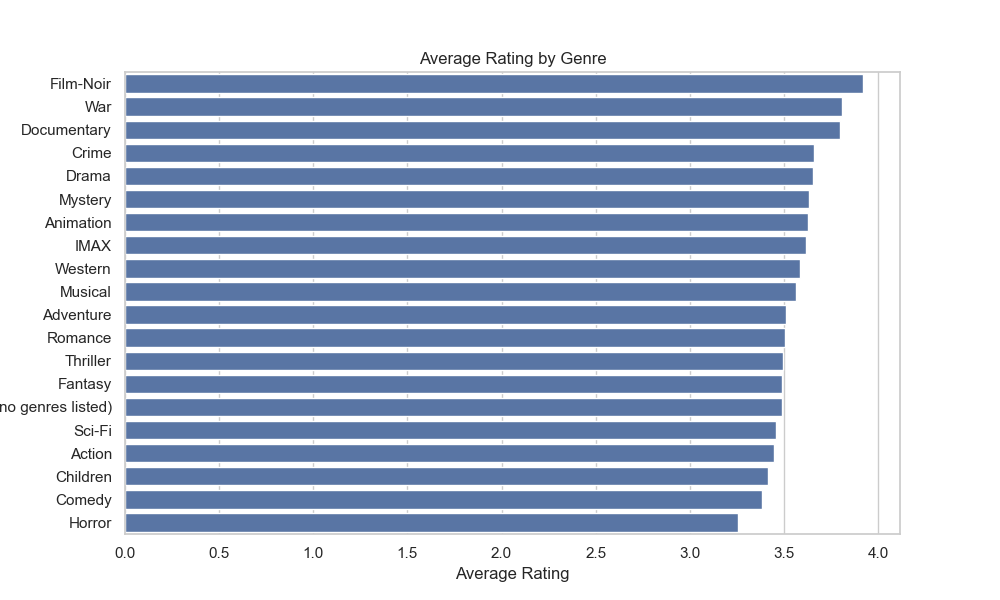 Average Rating by Genre
Film-Noir
War
Documentary
Crime
Drama
Mystery
Animation
IMAX
Western
Musical
Adventure
Romance
Thriller
Fantasy
no genres listed)
Sci-Fi
Action
Children
Comedy
Horror
0.0 0.5 1.0 1.5 2.0 2.5 3.0 3.5 4.0
Average Rating